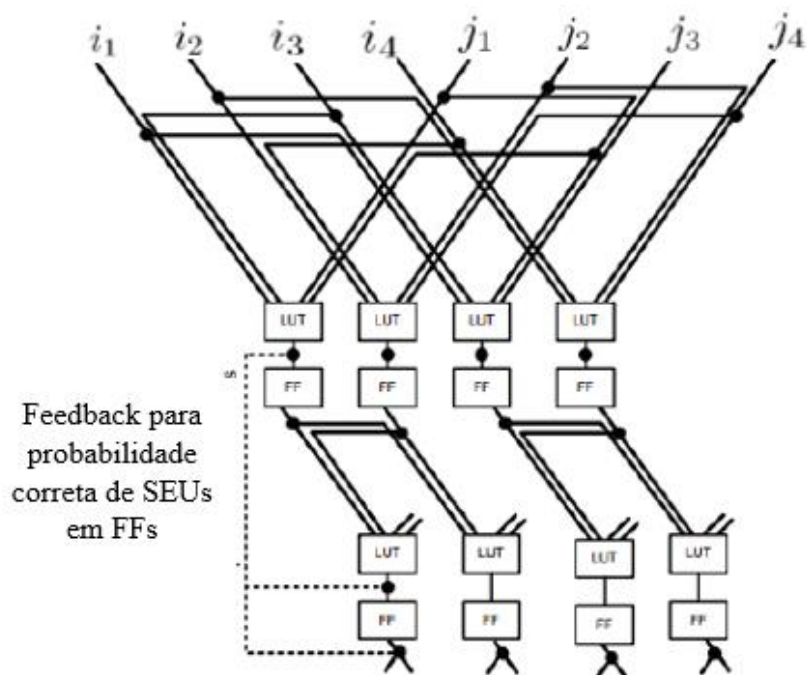 i₁ i₂ i₃ i₄ j₁ j₂ j₃ j₄
LUT LUT LUT LUT
s
FF FF FF FF
Feedback para
probabilidade
correta de SEUs
em FFs
LUT LUT LUT LUT
FF FF FF FF